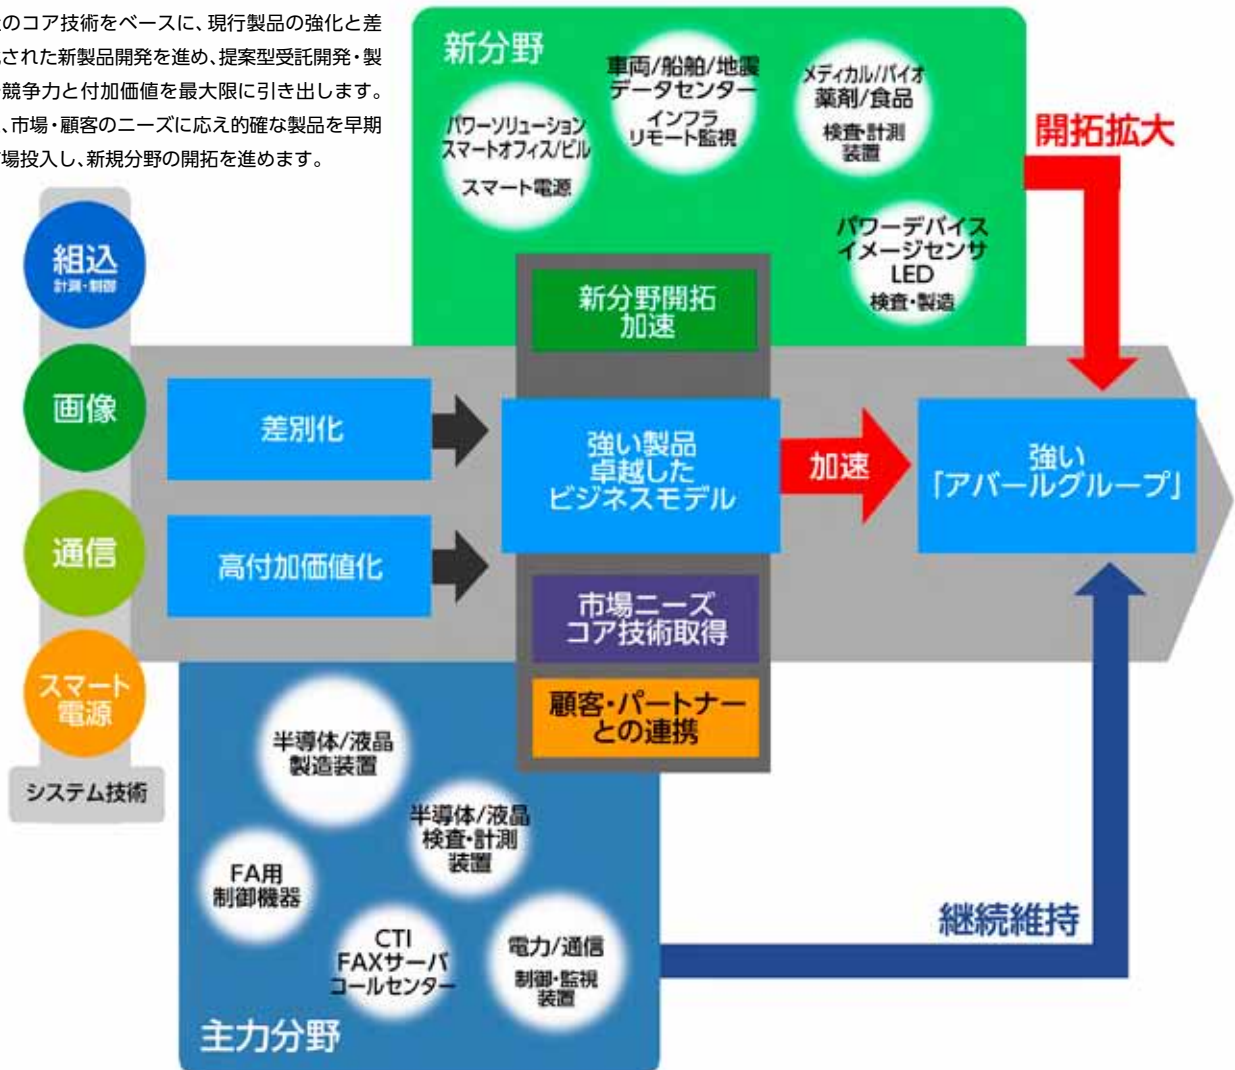 のコア技術をベースに、現行製品の強化と差
された新製品開発を進め、提案型受託開発・製
競争力と付加価値を最大限に引き出します。
、市場・顧客のニーズに応え的確な製品を早期
場投入し、新規分野の開拓を進めます。
新分野
パワーソリューション
スマートオフィス/ビル
スマート電源
車両/船舶/地震
データセンター
インフラ
リモート監視
メディカル/バイオ
薬剤/食品
検査・計測
装置
パワーデバイス
イメージセンサ
LED
検査・製造
開拓拡大
組込
計測・制御
画像
通信
スマート
電源
システム技術
差別化
高付加価値化
新分野開拓
加速
強い製品
卓越した
ビジネスモデル
市場ニーズ
コア技術取得
顧客・パートナー
との連携
加速
強い
「アバールグループ」
半導体/液晶
製造装置
半導体/液晶
検査・計測
装置
FA用
制御機器
CTI
FAXサーバ
コールセンター
電力/通信
制御・監視
装置
主力分野
継続維持